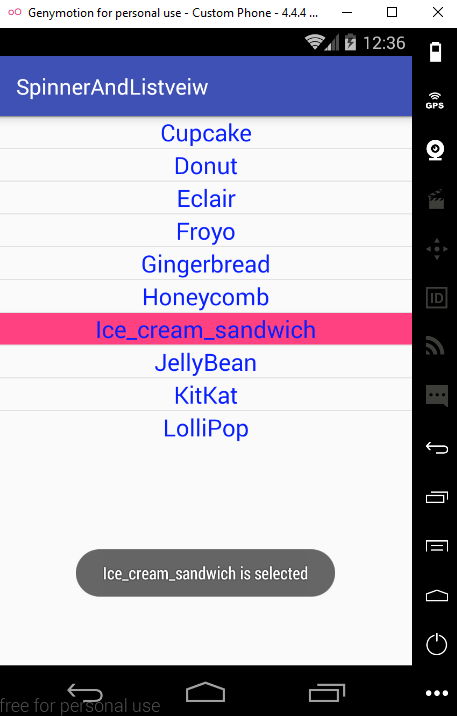 Genymotion for personal use - Custom Phone - 4.4.4 ...
12:36
GPS
SpinnerAndListveiw
Cupcake
Donut
Eclair
Froyo
Gingerbread
Honeycomb
ID
Ice_cream_sandwich
JellyBean
KitKat
LolliPop
Ice_cream_sandwich is selected
free for personal use